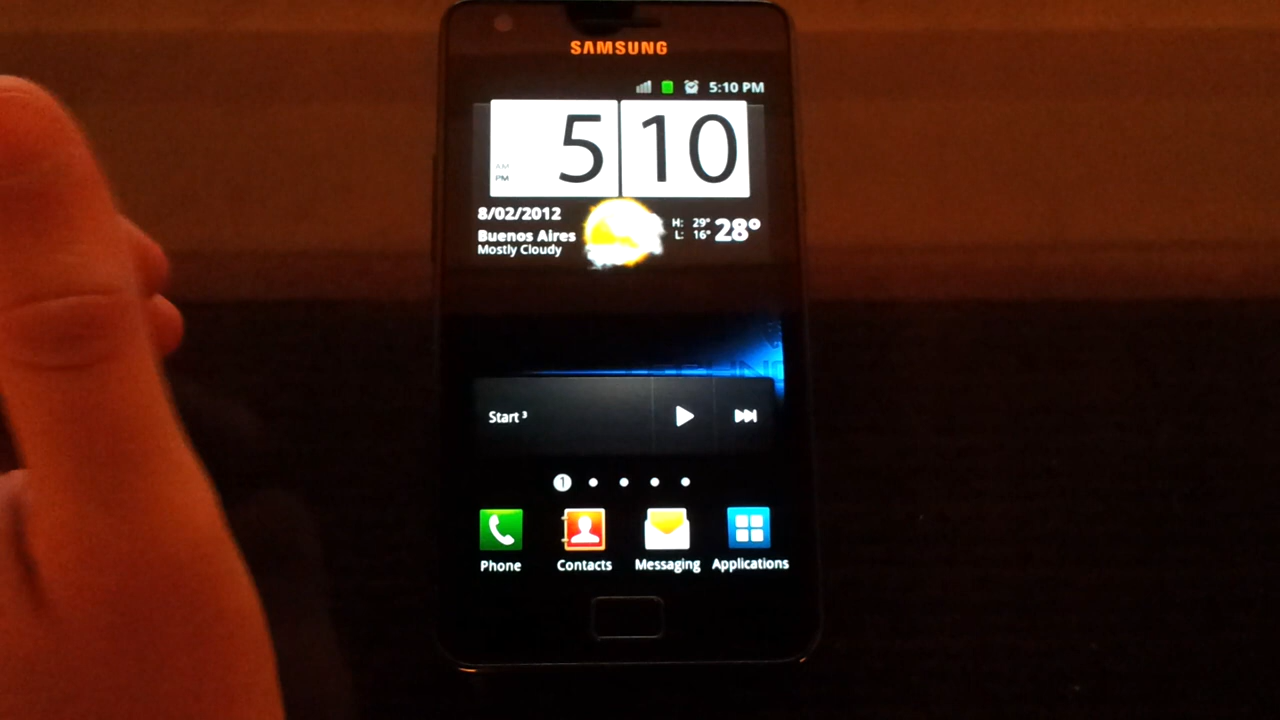 SAMSUNG
5:10 PM
5 10
AM
PM
8/02/2012
Buenos Aires
Mostly Cloudy
H: 29°
L: 16°
28°
Start ³
1
Phone Contacts Messaging Applications